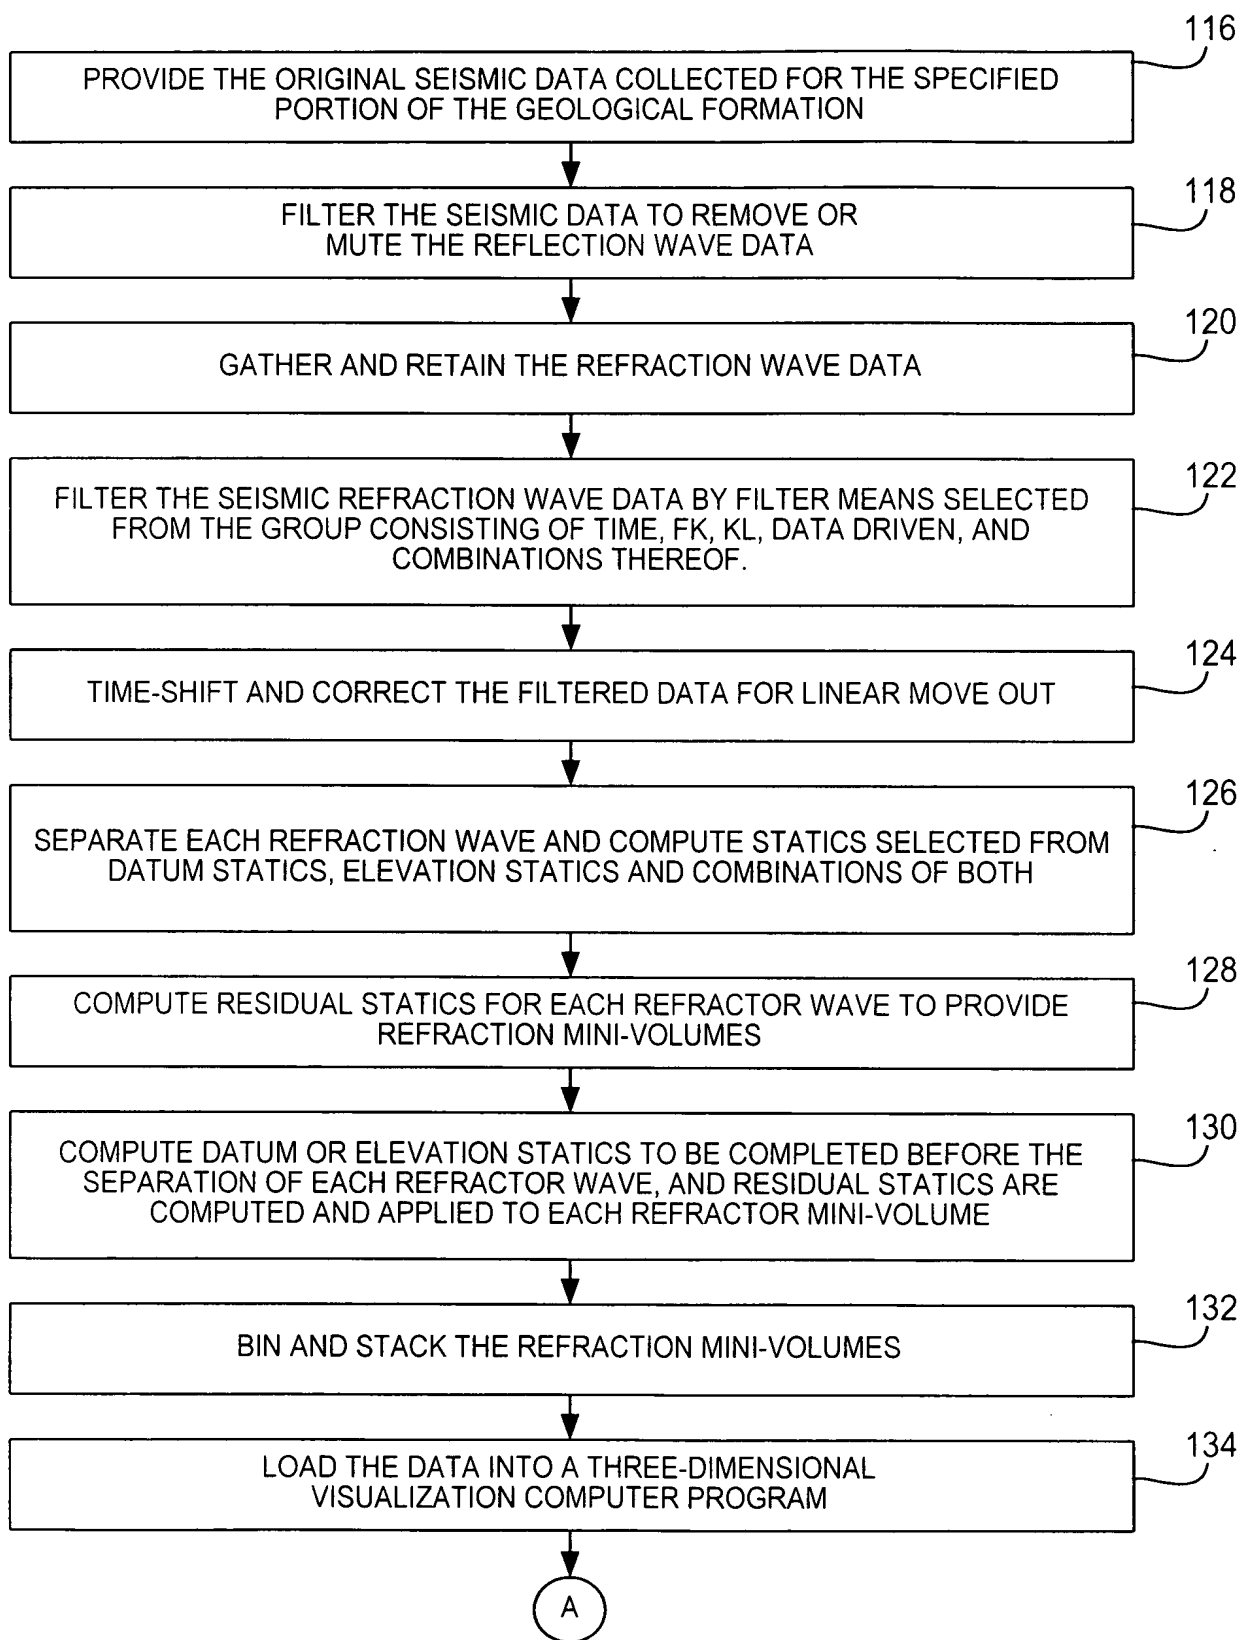 116
PROVIDE THE ORIGINAL SEISMIC DATA COLLECTED FOR THE SPECIFIED
PORTION OF THE GEOLOGICAL FORMATION
118
FILTER THE SEISMIC DATA TO REMOVE OR
MUTE THE REFLECTION WAVE DATA
120
GATHER AND RETAIN THE REFRACTION WAVE DATA
122
FILTER THE SEISMIC REFRACTION WAVE DATA BY FILTER MEANS SELECTED
FROM THE GROUP CONSISTING OF TIME, FK, KL, DATA DRIVEN, AND
COMBINATIONS THEREOF.
124
TIME-SHIFT AND CORRECT THE FILTERED DATA FOR LINEAR MOVE OUT
126
SEPARATE EACH REFRACTION WAVE AND COMPUTE STATICS SELECTED FROM
DATUM STATICS, ELEVATION STATICS AND COMBINATIONS OF BOTH
128
COMPUTE RESIDUAL STATICS FOR EACH REFRACTOR WAVE TO PROVIDE
REFRACTION MINI-VOLUMES
130
COMPUTE DATUM OR ELEVATION STATICS TO BE COMPLETED BEFORE THE
SEPARATION OF EACH REFRACTOR WAVE, AND RESIDUAL STATICS ARE
COMPUTED AND APPLIED TO EACH REFRACTOR MINI-VOLUME
132
BIN AND STACK THE REFRACTION MINI-VOLUMES
134
LOAD THE DATA INTO A THREE-DIMENSIONAL
VISUALIZATION COMPUTER PROGRAM
A